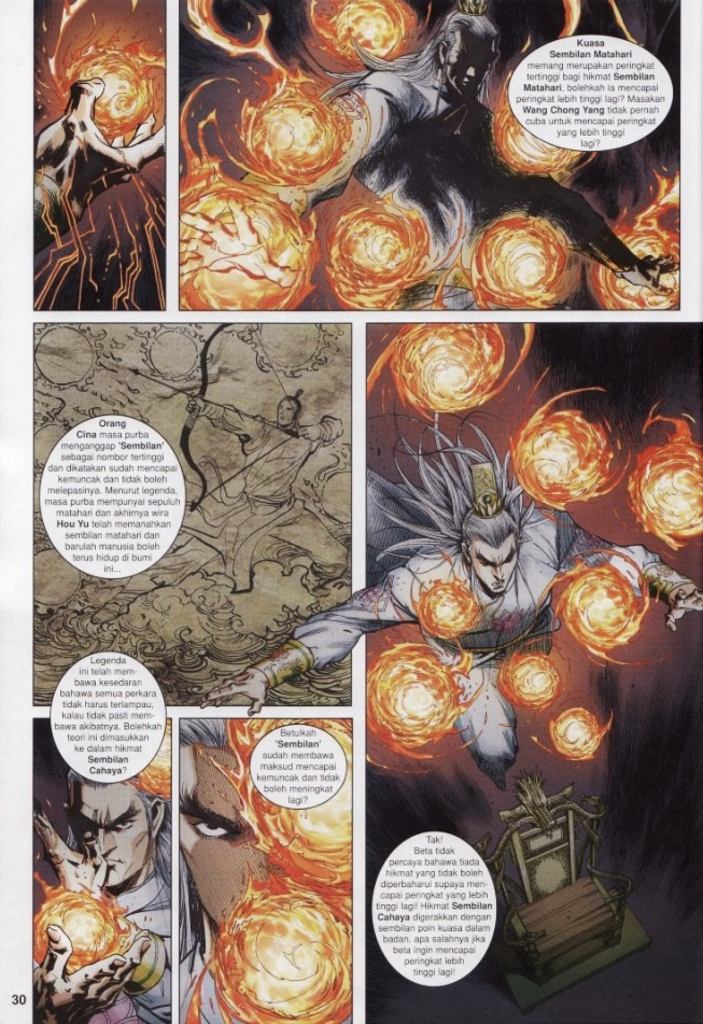 Kuasa
Sembilan Matahari
memang merupakan peringkat
tertinggi bagi hikmat Sembilan
Matahari, bolehkah ia mencapai
peringkat lebih tinggi lagi? Masakan
Wang Chong Yang tidak pernah
cuba untuk mencapai peringkat
yang lebih tinggi
lagi?
Orang
Cina masa purba
menganggap 'Sembilan'
sebagai nombor tertinggi
dan dikatakan sudah mencapai
kemuncak dan tidak boleh
melepasinya. Menurut legenda,
masa purba mempunyai sepuluh
matahari dan akhirnya wira
Hou Yu telah memanahkan
sembilan matahari dan
barulah manusia boleh
terus hidup di bumi
ini...
Legenda
ini telah mem-
bawa kesedaran
bahawa semua perkara
tidak harus terlampau,
kalau tidak pasti mem-
bawa akibatnya. Bolehkah
teori ini dimasukkan
ke dalam hikmat
Sembilan
Cahaya?
Betulkah
'Sembilan'
sudah membawa
maksud mencapai
kemuncak dan tidak
boleh meningkat
lagi?
Tak!
Beta tidak
percaya bahawa tiada
hikmat yang tidak boleh
diperbaharui supaya men-
capai peringkat yang lebih
tinggi lagi! Hikmat Sembilan
Cahaya digerakkan dengan
sembilan poin kuasa dalam
badan, apa salahnya jika
beta ingin mencapai
peringkat lebih
tinggi lagi!
30